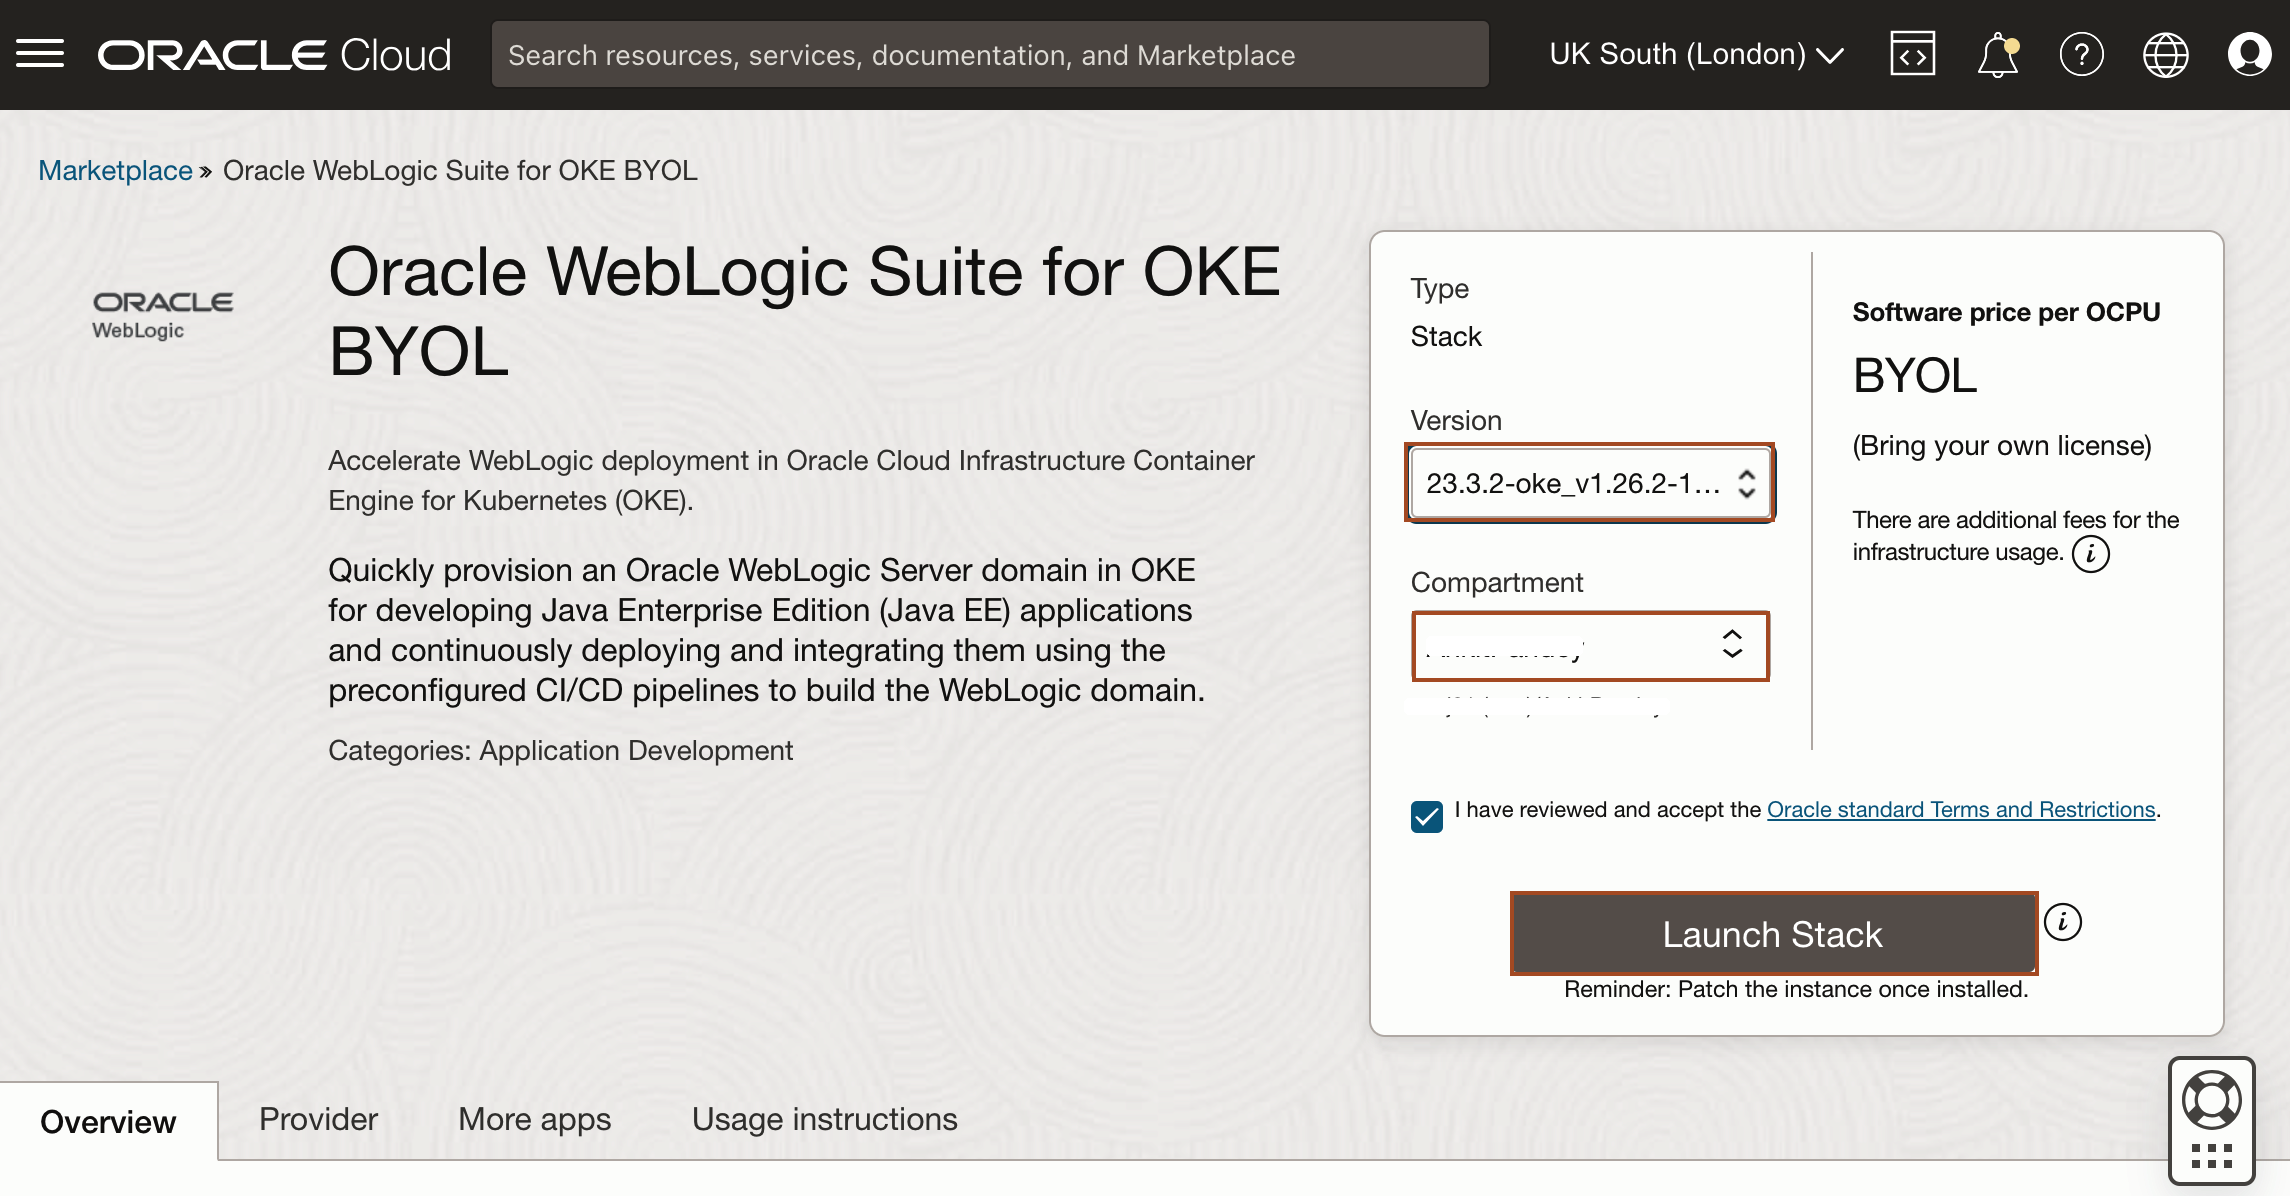 ORACLE Cloud
Search resources, services, documentation, and Marketplace
UK South (London)
Marketplace » Oracle WebLogic Suite for OKE BYOL
ORACLE
WebLogic
Oracle WebLogic Suite for OKE
BYOL
Accelerate WebLogic deployment in Oracle Cloud Infrastructure Container
Engine for Kubernetes (OKE).
Quickly provision an Oracle WebLogic Server domain in OKE
for developing Java Enterprise Edition (Java EE) applications
and continuously deploying and integrating them using the
preconfigured CI/CD pipelines to build the WebLogic domain.
Categories: Application Development
Type
Stack
Version
23.3.2-oke_v1.26.2-1...
Compartment
Software price per OCPU
BYOL
(Bring your own license)
There are additional fees for the
infrastructure usage.
I have reviewed and accept the Oracle standard Terms and Restrictions.
Launch Stack
Reminder: Patch the instance once installed.
Overview
Provider
More apps
Usage instructions